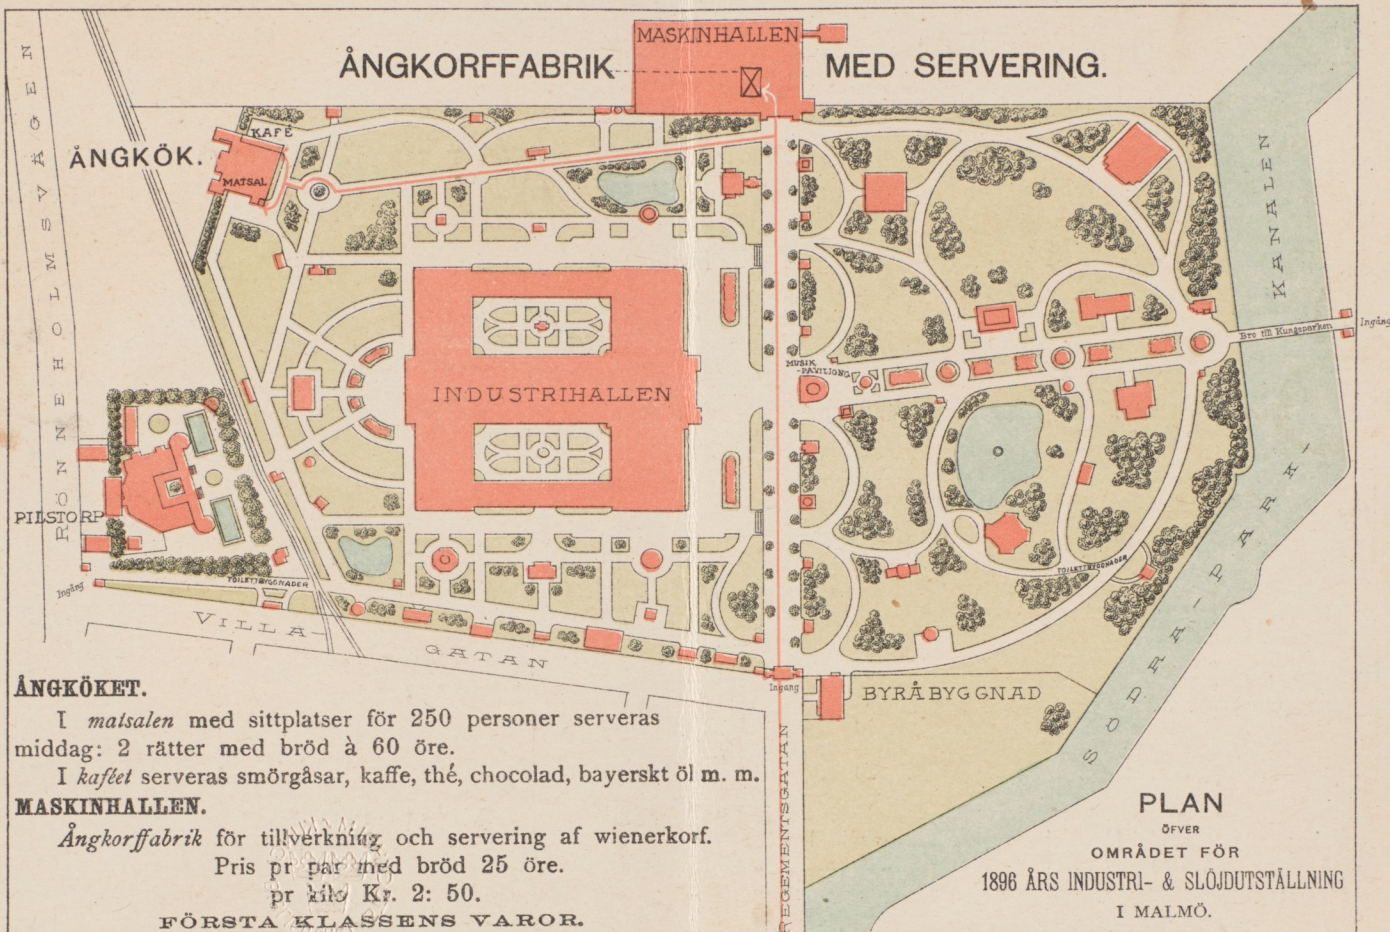 MASKINHALLEN
ÅNGKORFFABRIK
MED SERVERING.
RÖNNEHOLMSVÄGEN
ÅNGKÖK.
KAFÉ
MATSAL
KANALEN
Ingång
Bro till Kungsparken
MUSIK
-PAVILJONG
INDUSTRIHALLEN
PILSTORP
Ingång
TOILETTBYGGNADER
TOILETTBYGGNADER
VILLA-
GATAN
Ingang
BYRÅBYGGNAD
SÖDRA-PARK-
REGEMENTSGATAN
ÅNGKÖKET.
I matsalen med sittplatser för 250 personer serveras
middag: 2 rätter med bröd à 60 öre.
I kaféet serveras smörgåsar, kaffe, thé, chocolad, bayerskt öl m. m.
MASKINHALLEN.
Ångkorffabrik för tillverkning och servering af wienerkorf.
Pris pr par med bröd 25 öre.
pr kilo Kr. 2: 50.
FÖRSTA KLASSENS VAROR.
PLAN
ÖFVER
OMRÅDET FÖR
1896 ÅRS INDUSTRI- & SLÖJDUTSTÄLLNING
I MALMÖ.